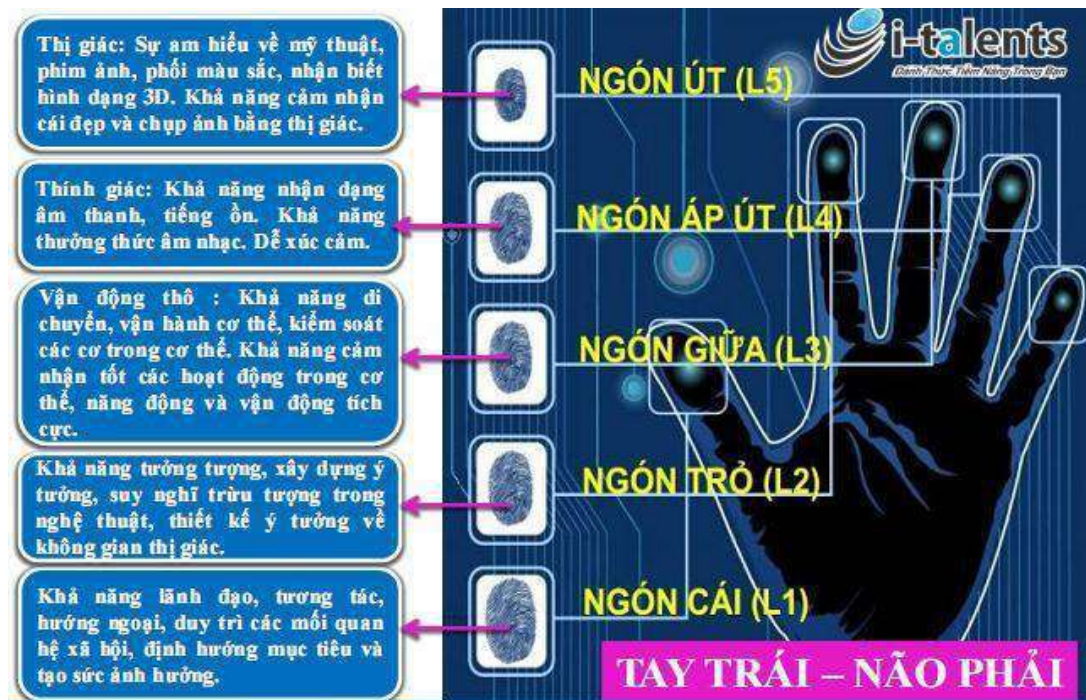 Thị giác: Sự am hiểu về mỹ thuật,
phim ảnh, phối màu sắc, nhận biết
hình dạng 3D. Khả năng cảm nhận
cái đẹp và chụp ảnh bằng thị giác.
NGÓN ÚT (L5)
i-talents
Đánh Thức Tiềm Năng Trong Bạn
Thính giác: Khả năng nhận dạng
âm thanh, tiếng ồn. Khả năng
thưởng thức âm nhạc. Dễ xúc cảm.
NGÓN ÁP ÚT (L4)
Vận động thô : Khả năng di
chuyển, vận hành cơ thể, kiểm soát
các cơ trong cơ thể. Khả năng cảm
nhận tốt các hoạt động trong cơ
thể, năng động và vận động tích
cực.
NGÓN GIỮA (L3)
Khả năng tưởng tượng, xây dựng ý
tưởng, suy nghĩ trừu tượng trong
nghệ thuật, thiết kế ý tưởng về
không gian thị giác.
NGÓN TRỎ (L2)
Khả năng lãnh đạo, tương tác,
hướng ngoại, duy trì các mối quan
hệ xã hội, định hướng mục tiêu và
tạo sức ảnh hưởng.
NGÓN CÁI (L1)
TAY TRÁI – NÃO PHẢI